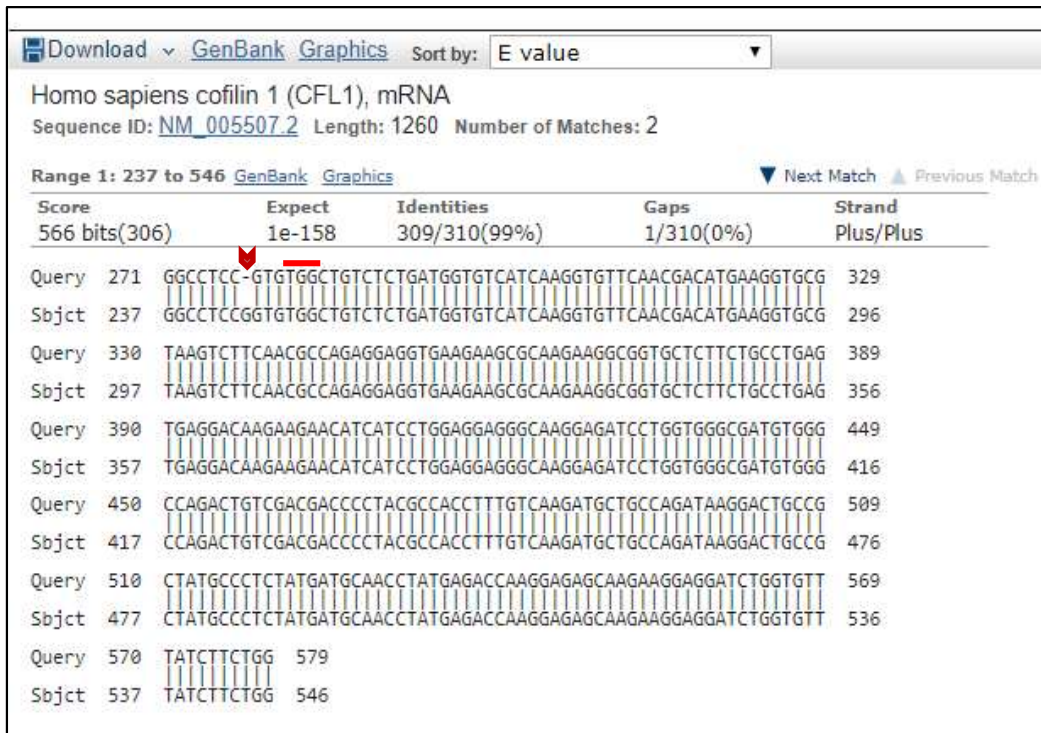 Download GenBank Graphics Sort by: E value
Homo sapiens cofilin 1 (CFL1), mRNA
Sequence ID: NM_005507.2 Length: 1260 Number of Matches: 2
Range 1: 237 to 546 GenBank Graphics Next Match Previous Match
Score Expect Identities Gaps Strand
566 bits(306) 1e-158 309/310(99%) 1/310(0%) Plus/Plus
Query 271 GGCCTCC-GTGTGGCTGTCTCTGATGGTGTCATCAAGGTGTTCAACGACATGAAGGTGCG 329
Sbjct 237 GGCCTCCGGTGTGGCTGTCTCTGATGGTGTCATCAAGGTGTTCAACGACATGAAGGTGCG 296
Query 330 TAAGTCTTCAACGCCAGAGGAGGTGAAGAAGCGCAAGAAGGCGGTGCTCTTCTGCCTGAG 389
Sbjct 297 TAAGTCTTCAACGCCAGAGGAGGTGAAGAAGCGCAAGAAGGCGGTGCTCTTCTGCCTGAG 356
Query 390 TGAGGACAAGAAGAACATCATCCTGGAGGAGGGCAAGGAGATCCTGGTGGGCGATGTGGG 449
Sbjct 357 TGAGGACAAGAAGAACATCATCCTGGAGGAGGGCAAGGAGATCCTGGTGGGCGATGTGGG 416
Query 450 CCAGACTGTCGACGACCCCTACGCCACCTTTGTCAAGATGCTGCCAGATAAGGACTGCCG 509
Sbjct 417 CCAGACTGTCGACGACCCCTACGCCACCTTTGTCAAGATGCTGCCAGATAAGGACTGCCG 476
Query 510 CTATGCCCTCTATGATGCAACCTATGAGACCAAGGAGAGCAAGAAGGAGGATCTGGTGTT 569
Sbjct 477 CTATGCCCTCTATGATGCAACCTATGAGACCAAGGAGAGCAAGAAGGAGGATCTGGTGTT 536
Query 570 TATCTTCTGG 579
Sbjct 537 TATCTTCTGG 546